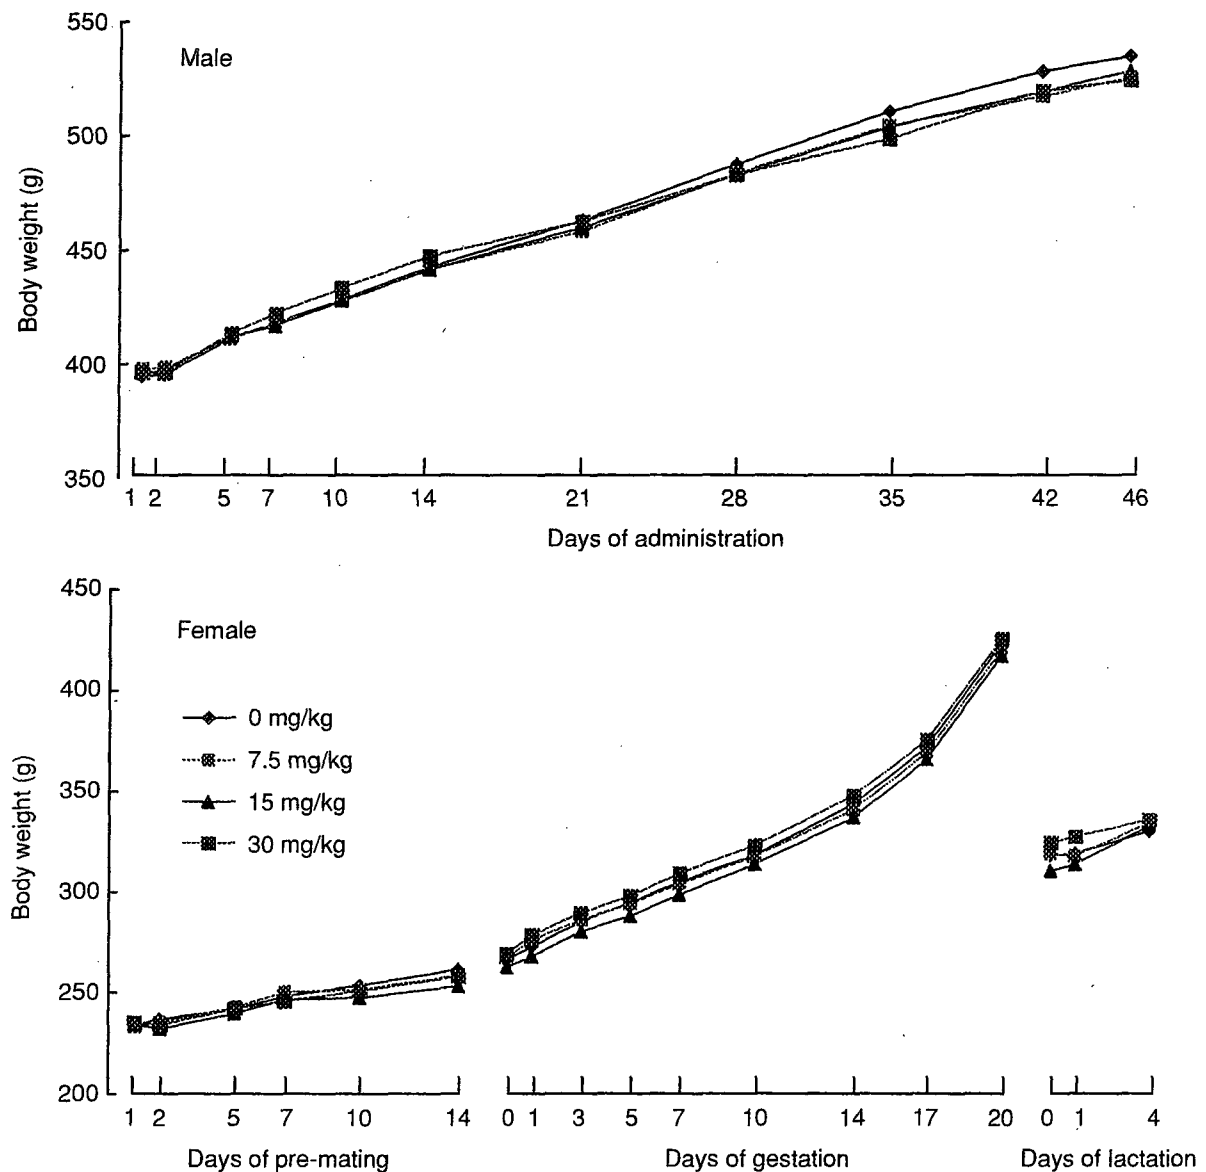 550
Male
500
450
400
350
Body weight (g)
1 2 5 7 10 14 21 28 35 42 46
Days of administration
450
Female
400
0 mg/kg
7.5 mg/kg
350
15 mg/kg
30 mg/kg
300
250
200
Body weight (g)
1 2 5 7 10 14 0 1 3 5 7 10 14 17 20 0 1 4
Days of pre-mating Days of gestation Days of lactation